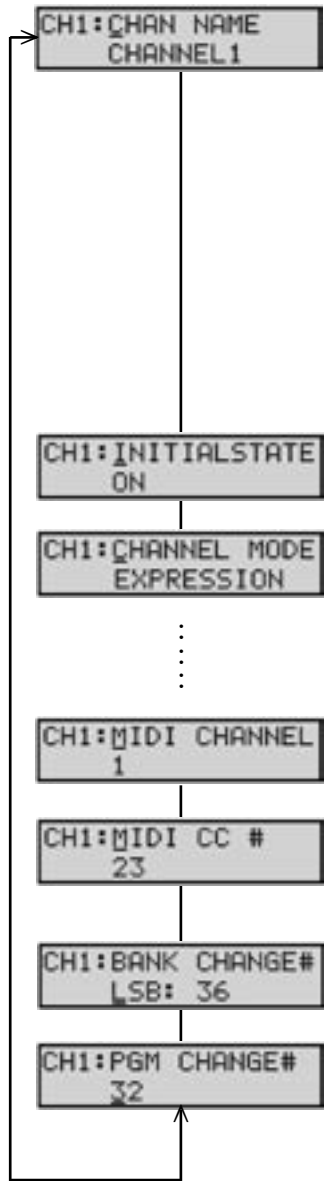 CH1:CHAN NAME
CHANNEL1
CH1:INITIALSTATE
ON
CH1:CHANNEL MODE
EXPRESSION
CH1:MIDI CHANNEL
1
CH1:MIDI CC #
23
CH1:BANK CHANGE#
LSB: 36
CH1:PGM CHANGE#
32